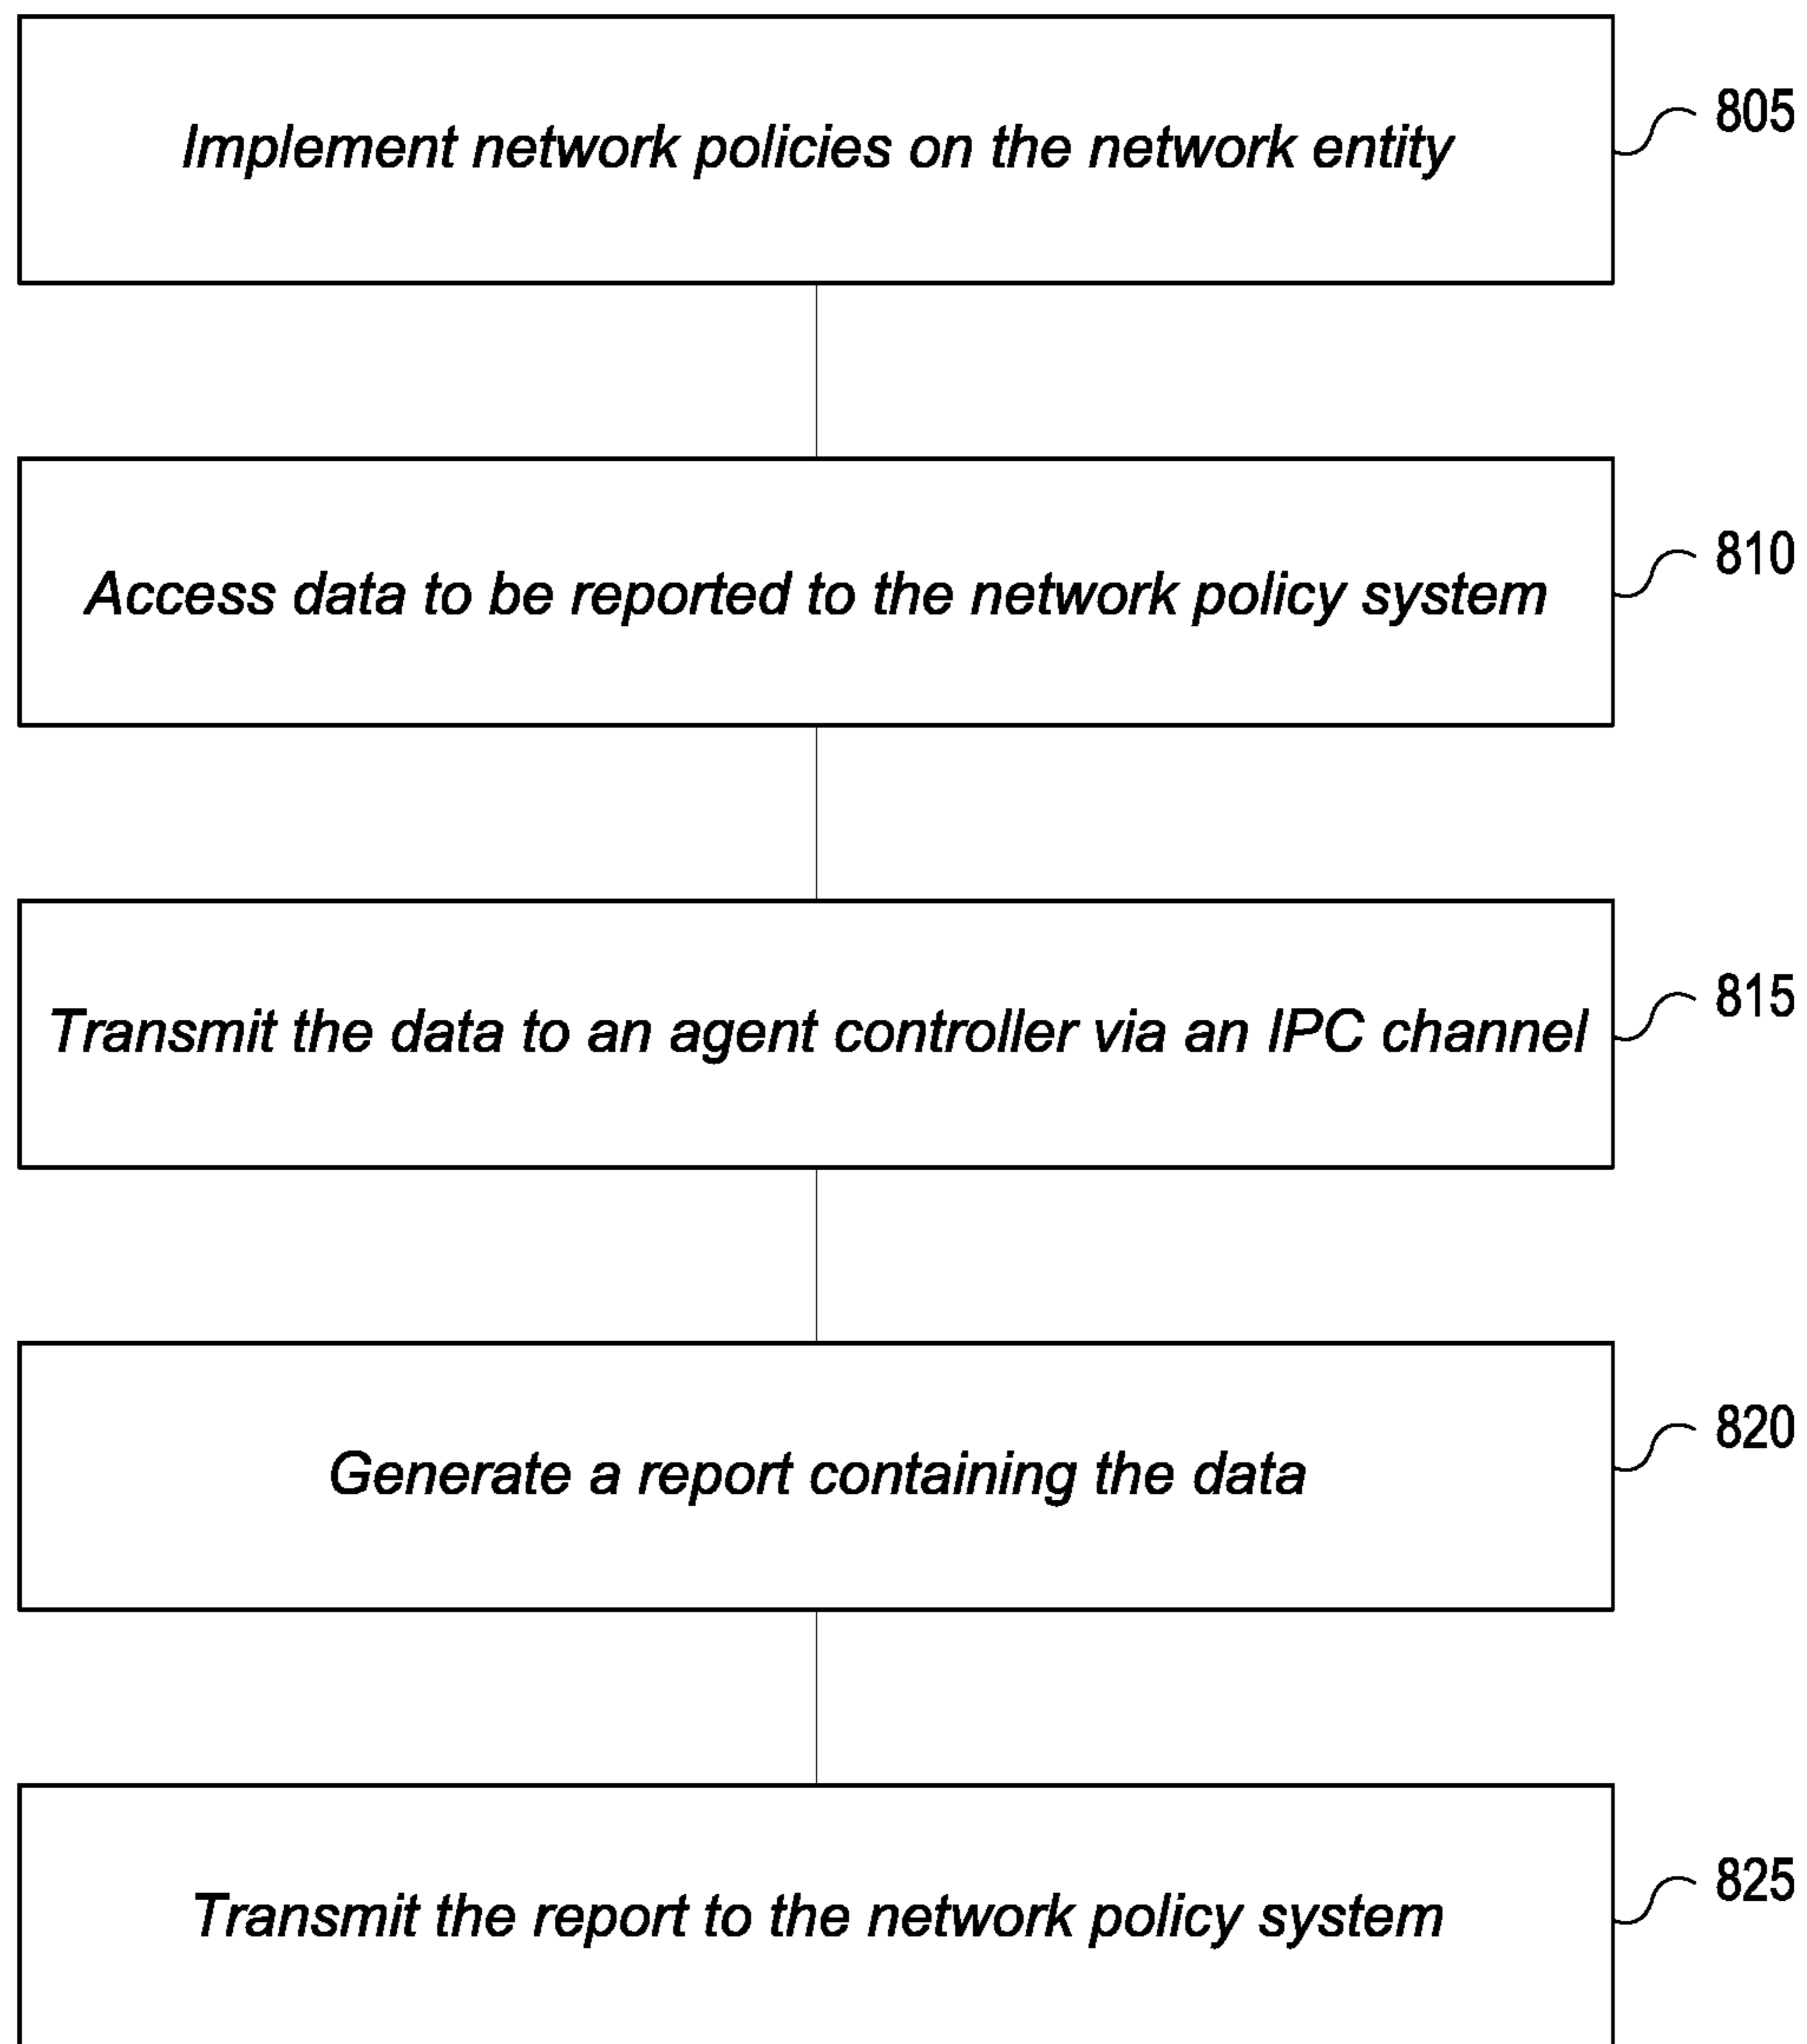 Implement network policies on the network entity
805
Access data to be reported to the network policy system
810
Transmit the data to an agent controller via an IPC channel
815
Generate a report containing the data
820
Transmit the report to the network policy system
825